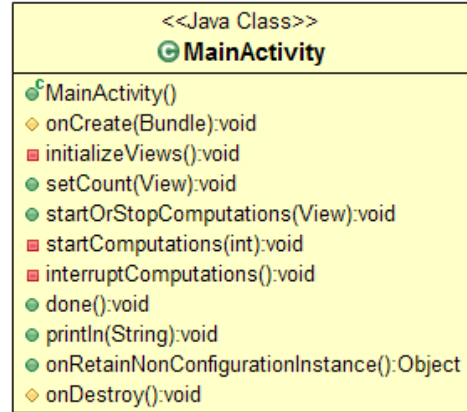 <<Java Class>>
C MainActivity
c MainActivity()
onCreate(Bundle):void
initializeViews():void
setCount(View):void
startOrStopComputations(View):void
startComputations(int):void
interruptComputations():void
done():void
println(String):void
onRetainNonConfigurationInstance():Object
onDestroy():void